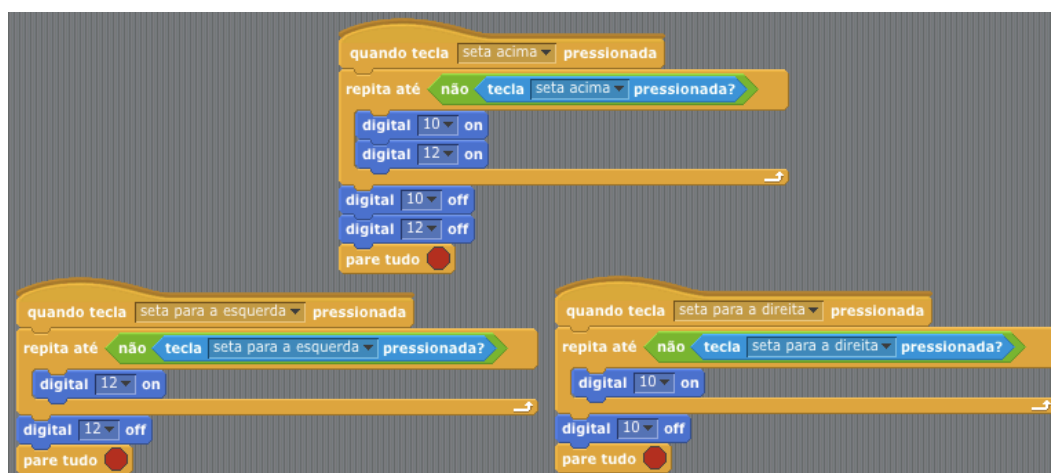 quando tecla seta acima pressionada
repita até não tecla seta acima pressionada?
digital 10 on
digital 12 on
digital 10 off
digital 12 off
pare tudo
quando tecla seta para a esquerda pressionada
repita até não tecla seta para a esquerda pressionada?
digital 12 on
digital 12 off
pare tudo
quando tecla seta para a direita pressionada
repita até não tecla seta para a direita pressionada?
digital 10 on
digital 10 off
pare tudo